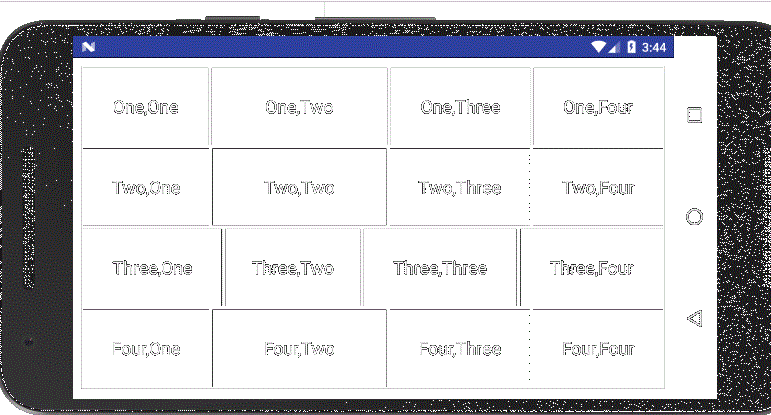 N 3:44
One,One One,Two One,Three One,Four
Two,One Two,Two Two,Three Two,Four
Three,One Three,Two Three,Three Three,Four
Four,One Four,Two Four,Three Four,Four